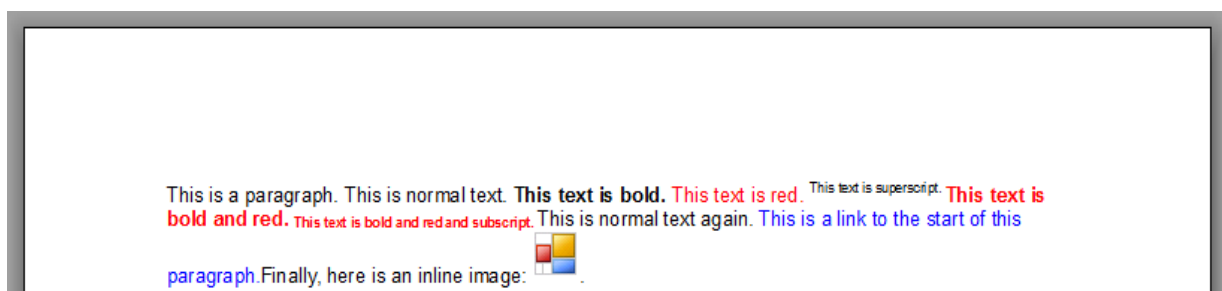 This is a paragraph. This is normal text. This text is bold. This text is red. This text is superscript. This text is
bold and red. This text is bold and red and subscript. This is normal text again. This is a link to the start of this
paragraph.Finally, here is an inline image: .